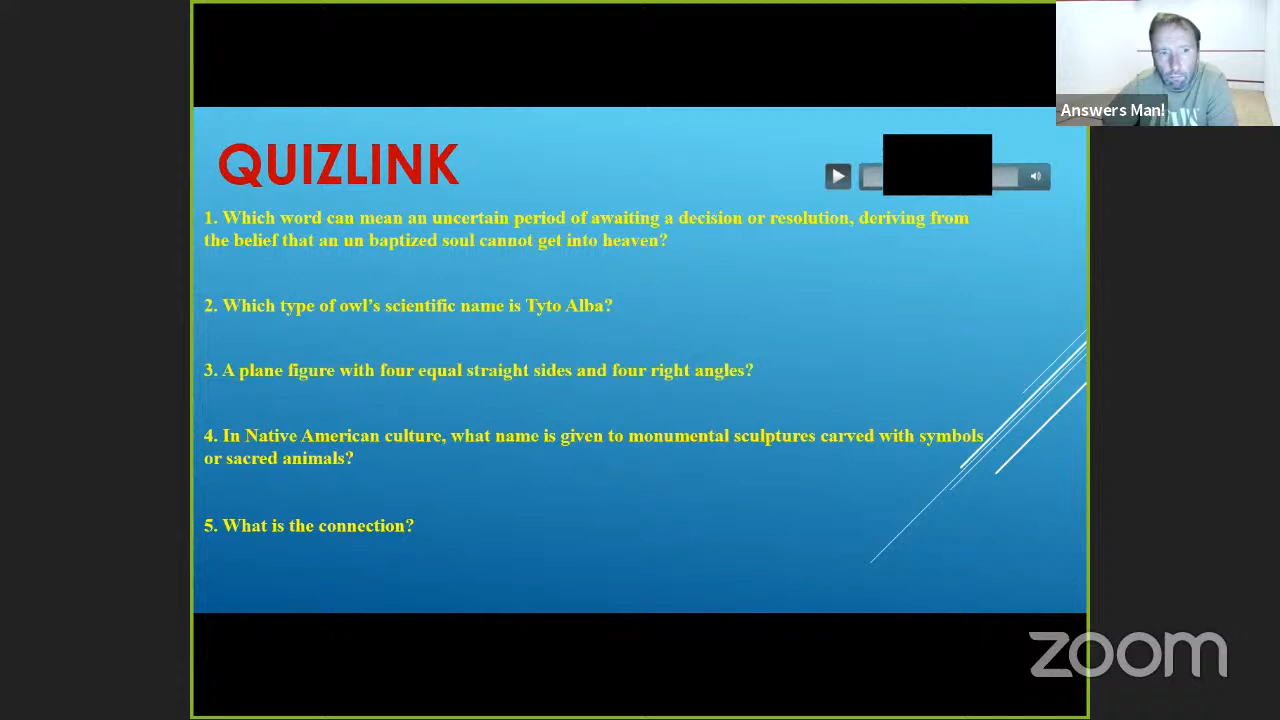 Answers Man!
QUIZLINK
1. Which word can mean an uncertain period of awaiting a decision or resolution, deriving from
the belief that an un baptized soul cannot get into heaven?
2. Which type of owl's scientific name is Tyto Alba?
3. A plane figure with four equal straight sides and four right angles?
4. In Native American culture, what name is given to monumental sculptures carved with symbols
or sacred animals?
5. What is the connection?
zoom